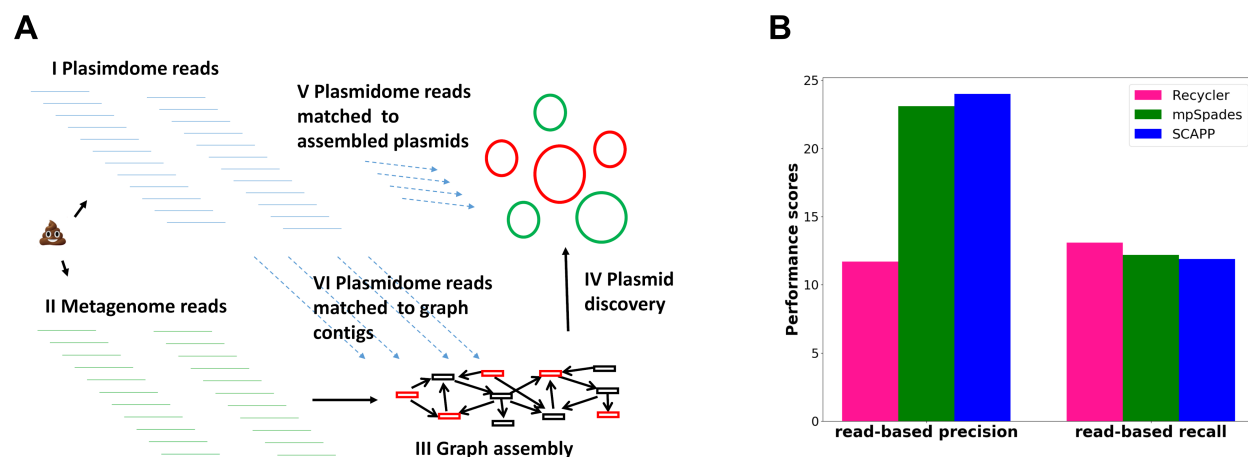 A
I Plasimdome reads
V Plasmidome reads
matched to
assembled plasmids
VI Plasmidome reads
matched to graph
contigs
IV Plasmid
discovery
II Metagenome reads
III Graph assembly
B
Performance scores
25
20
15
10
5
0
Recycler
mpSpades
SCAPP
read-based precision
read-based recall